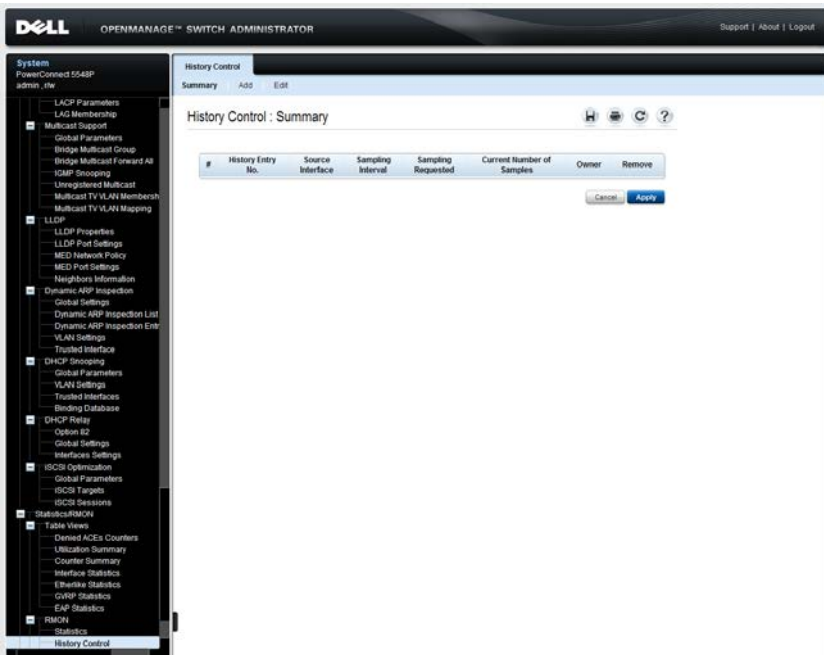 DELL
OPENMANAGE™ SWITCH ADMINISTRATOR
Support | About | Logout
System
PowerConnect 5548P
admin , r/w
LACP Parameters
LAG Membership
Multicast Support
Global Parameters
Bridge Multicast Group
Bridge Multicast Forward All
IGMP Snooping
Unregistered Multicast
Multicast TV VLAN Membersh
Multicast TV VLAN Mapping
LLDP
LLDP Properties
LLDP Port Settings
MED Network Policy
MED Port Settings
Neighbors Information
Dynamic ARP Inspection
Global Settings
Dynamic ARP Inspection List
Dynamic ARP Inspection Entr
VLAN Settings
Trusted Interface
DHCP Snooping
Global Parameters
VLAN Settings
Trusted Interfaces
Binding Database
DHCP Relay
Option 82
Global Settings
Interfaces Settings
iSCSI Optimization
Global Parameters
iSCSI Targets
iSCSI Sessions
Statistics/RMON
Table Views
Denied ACEs Counters
Utilization Summary
Counter Summary
Interface Statistics
Etherlike Statistics
GVRP Statistics
EAP Statistics
RMON
Statistics
History Control
History Control
Summary Add Edit
History Control : Summary
# History Entry No. Source Interface Sampling Interval Sampling Requested Current Number of Samples Owner Remove
Cancel Apply